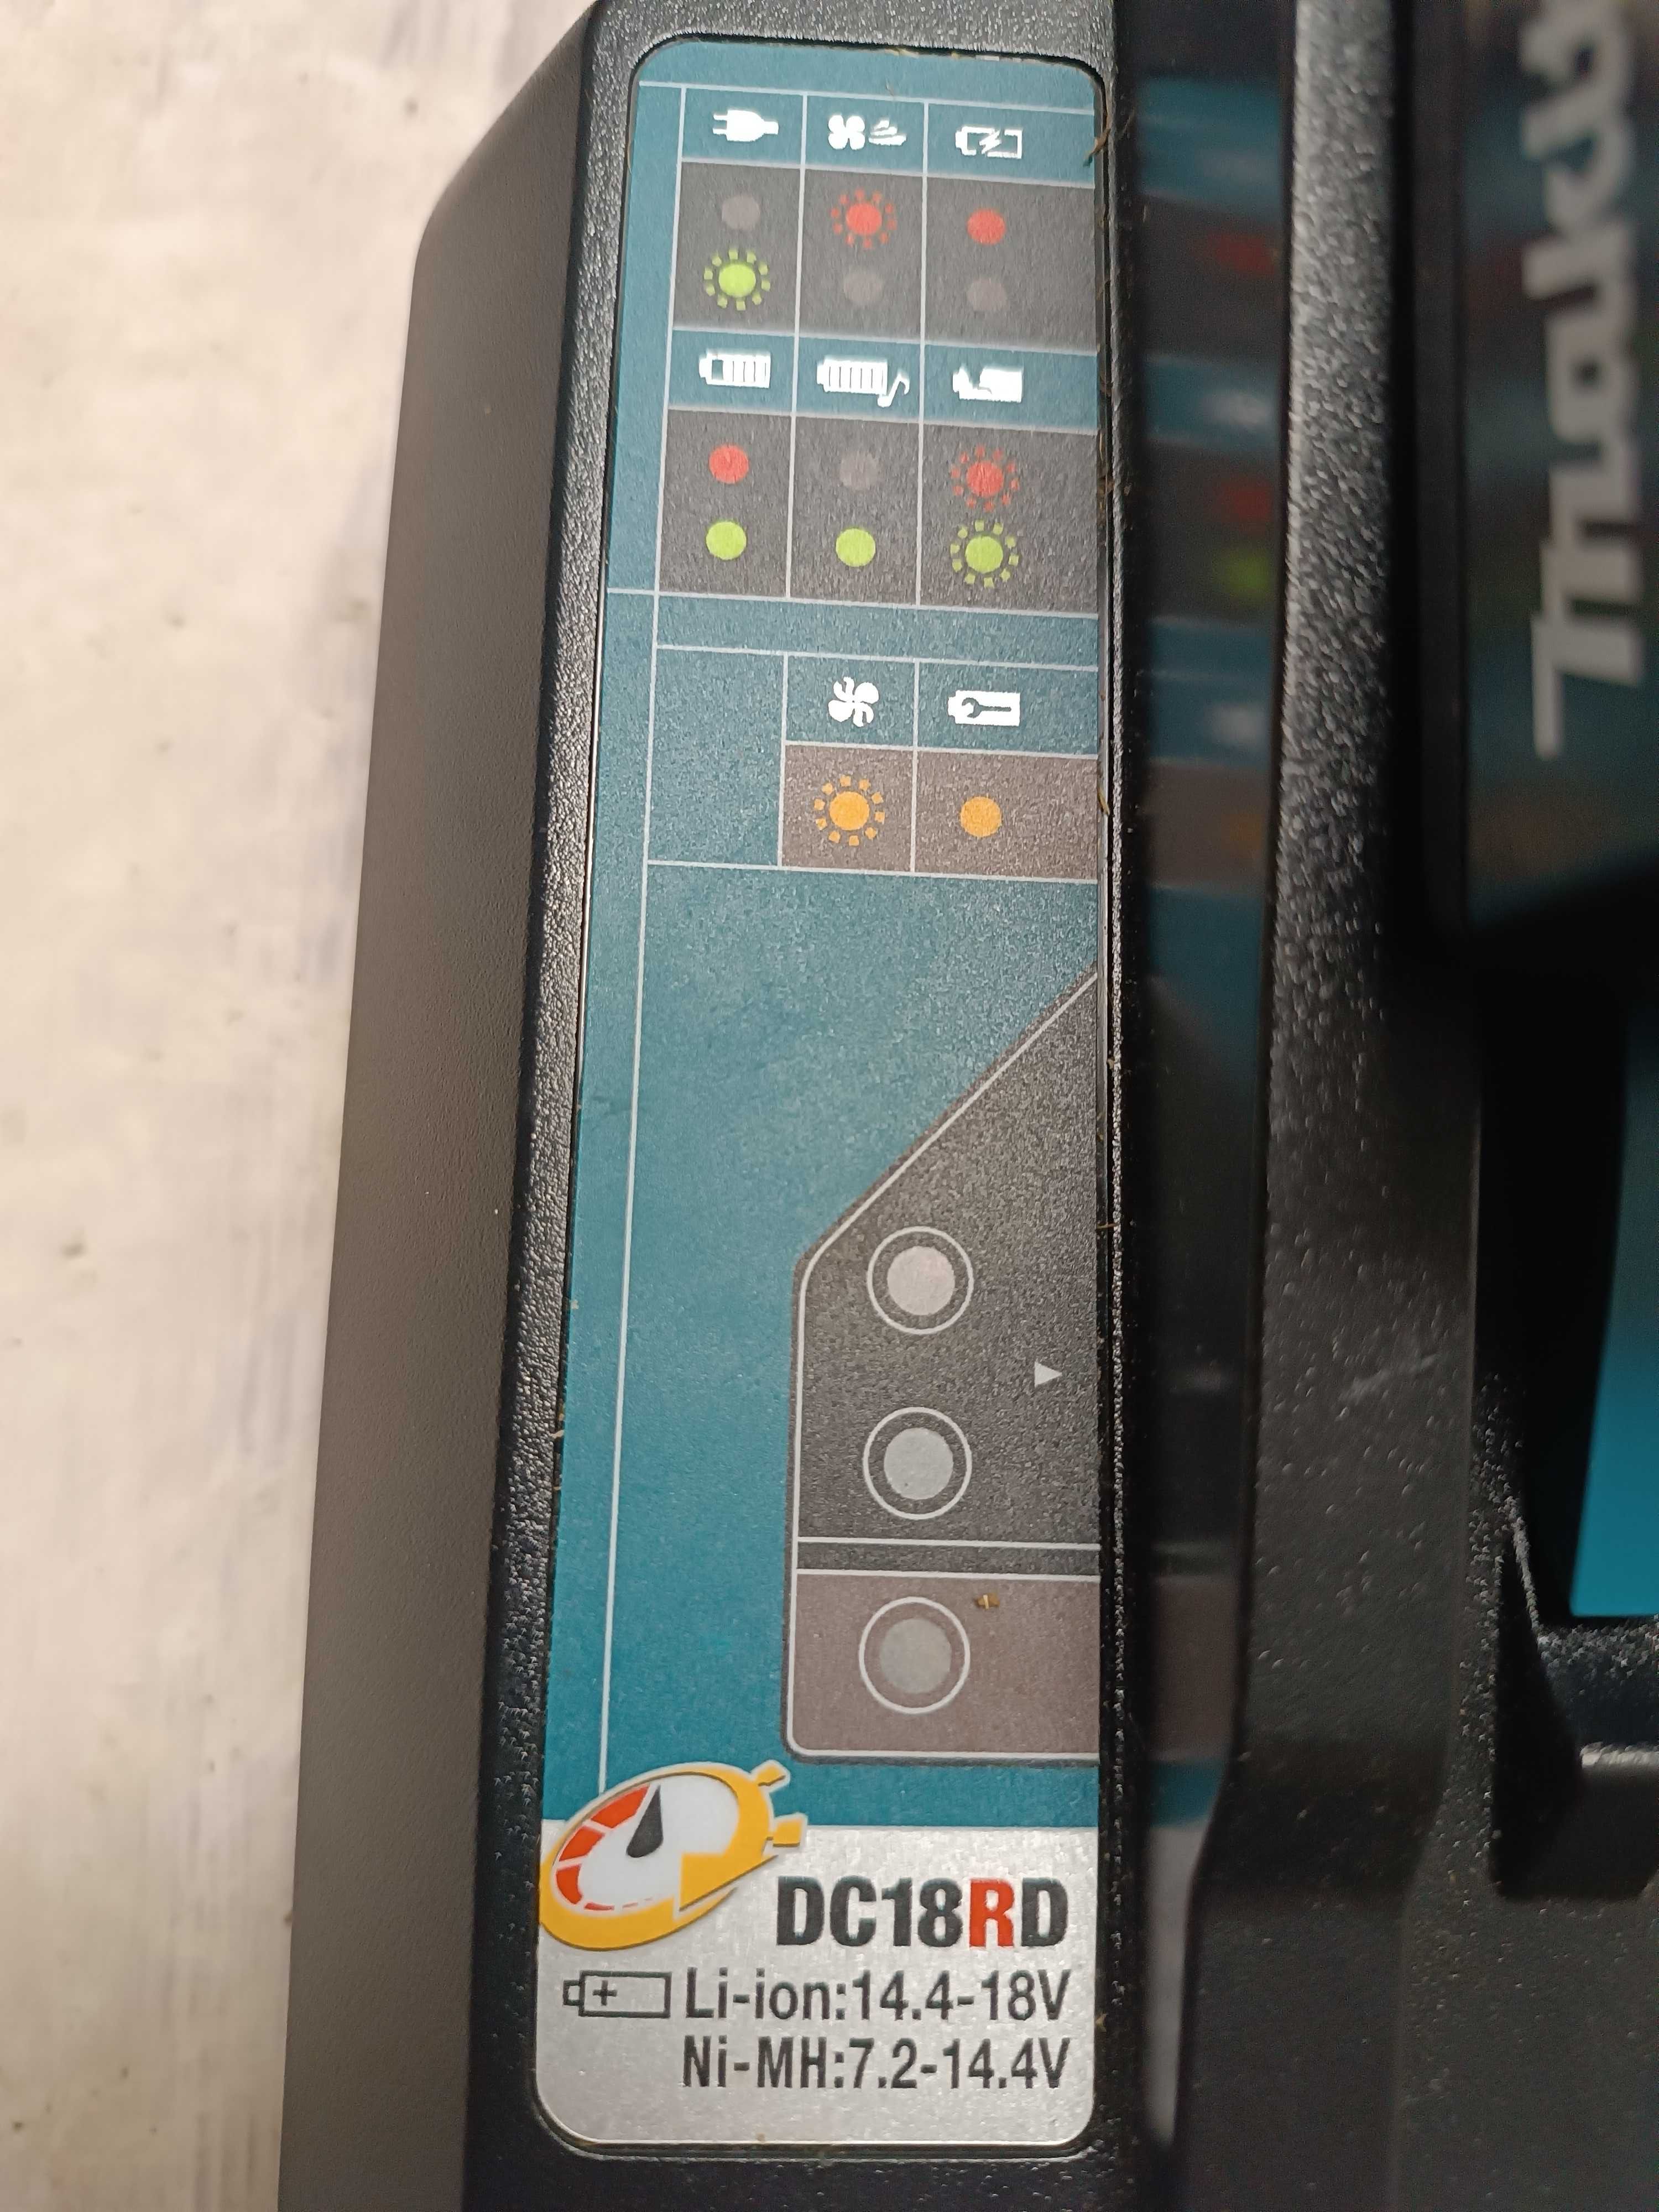 makita
DC18RD
Li-ion:14.4-18V
Ni-MH:7.2-14.4V